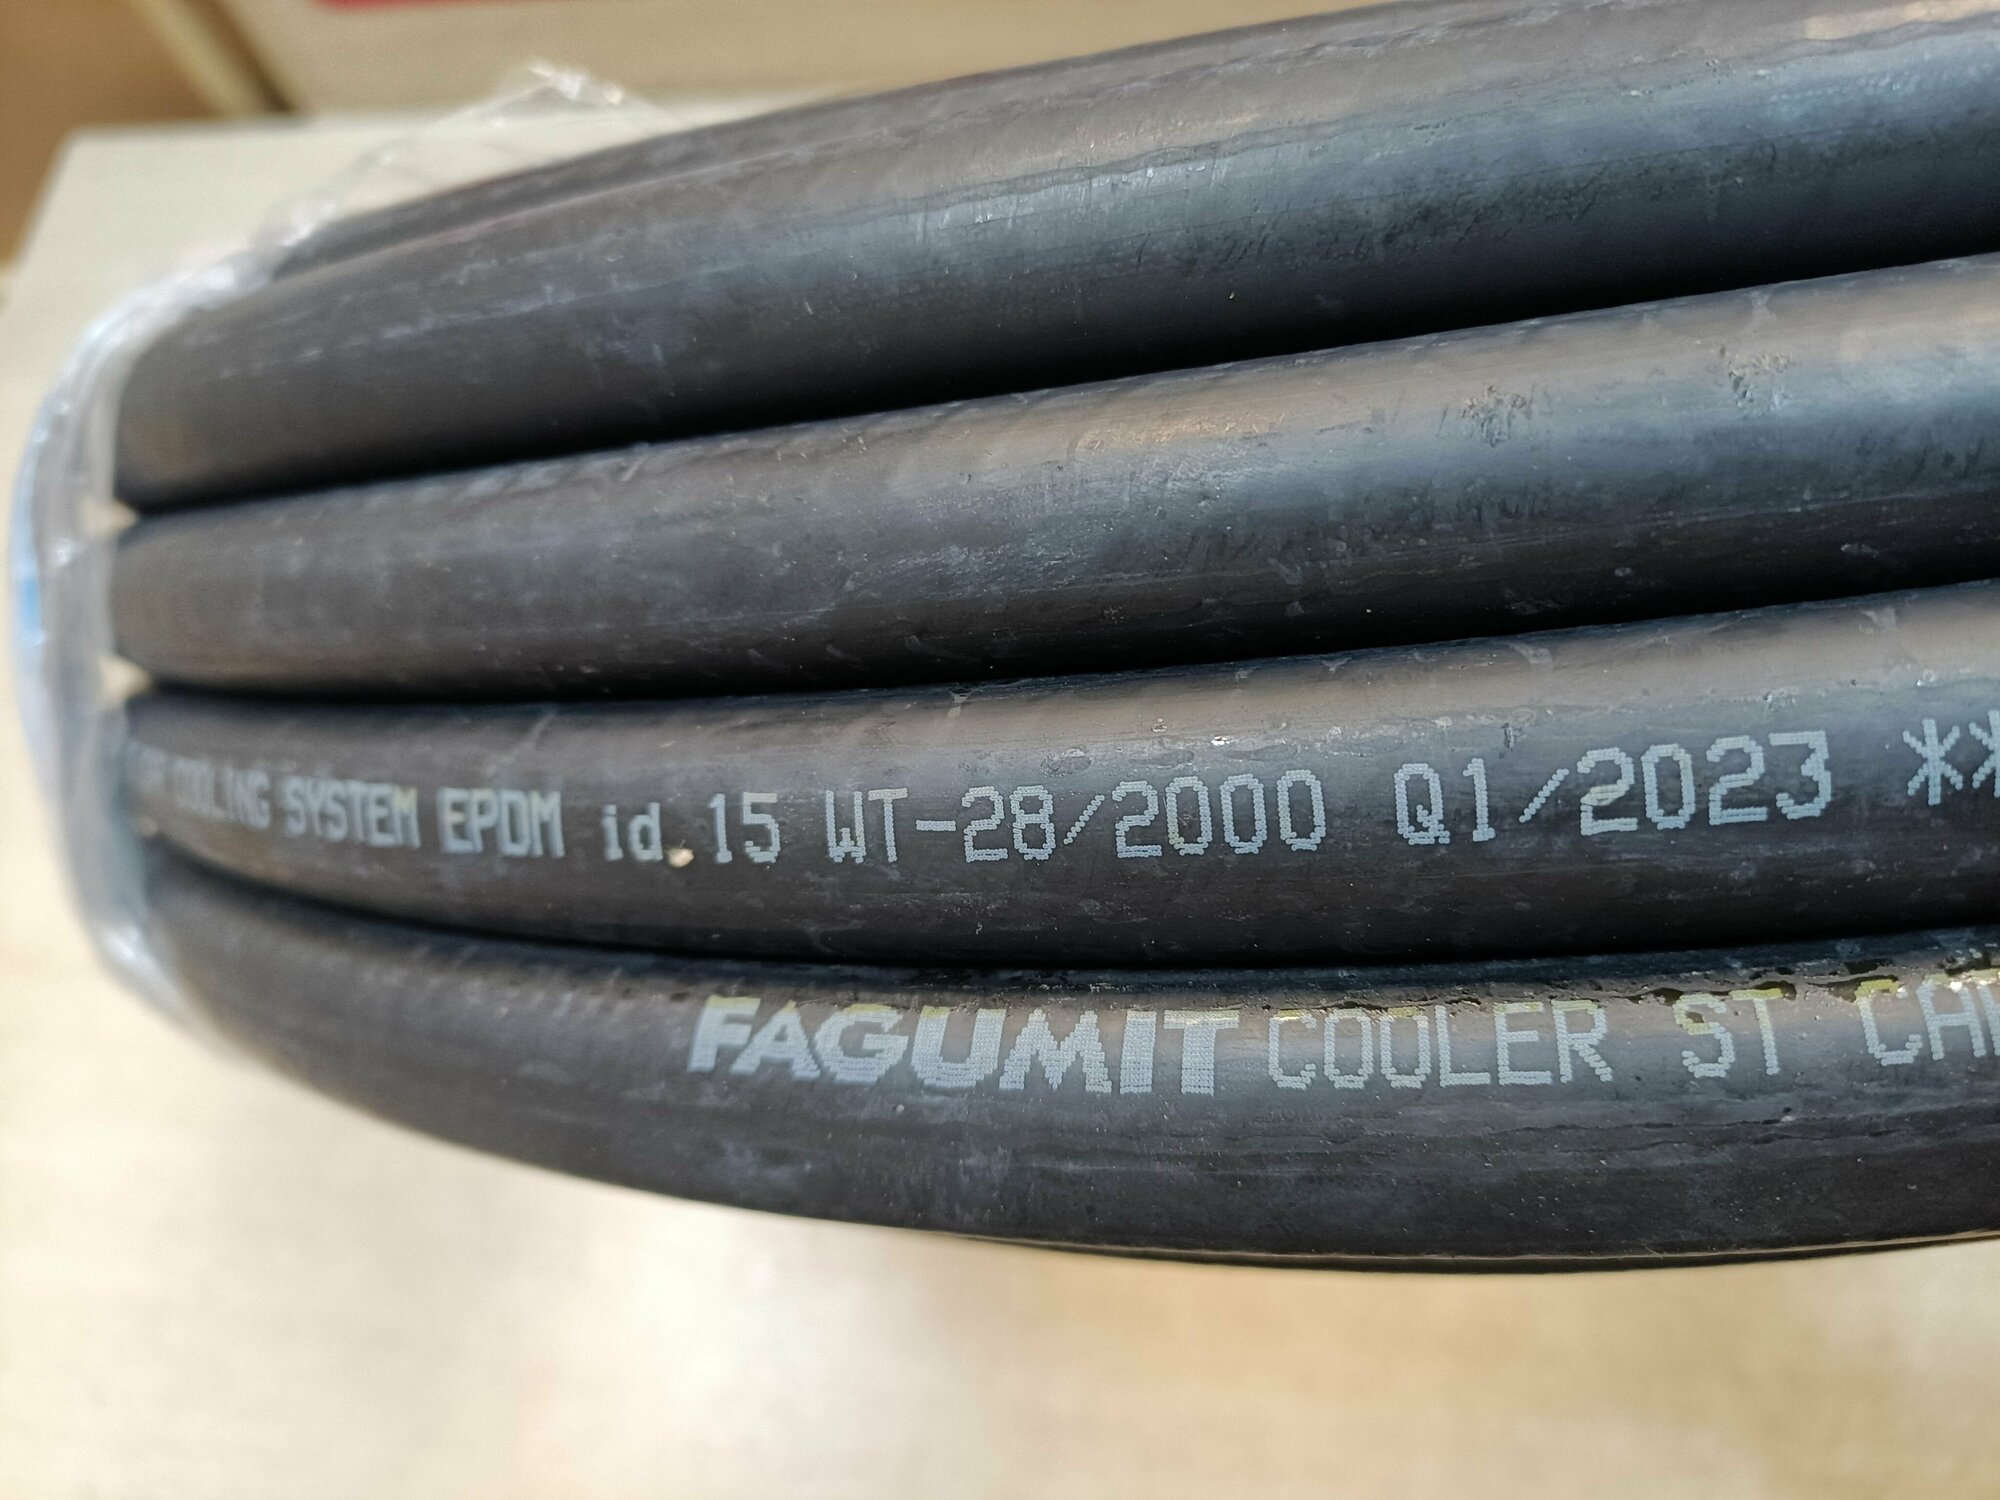 COOLING SYSTEM EPDM id.15 WT-28/2000 Q1/2023 **
FAGUMIT COOLER ST